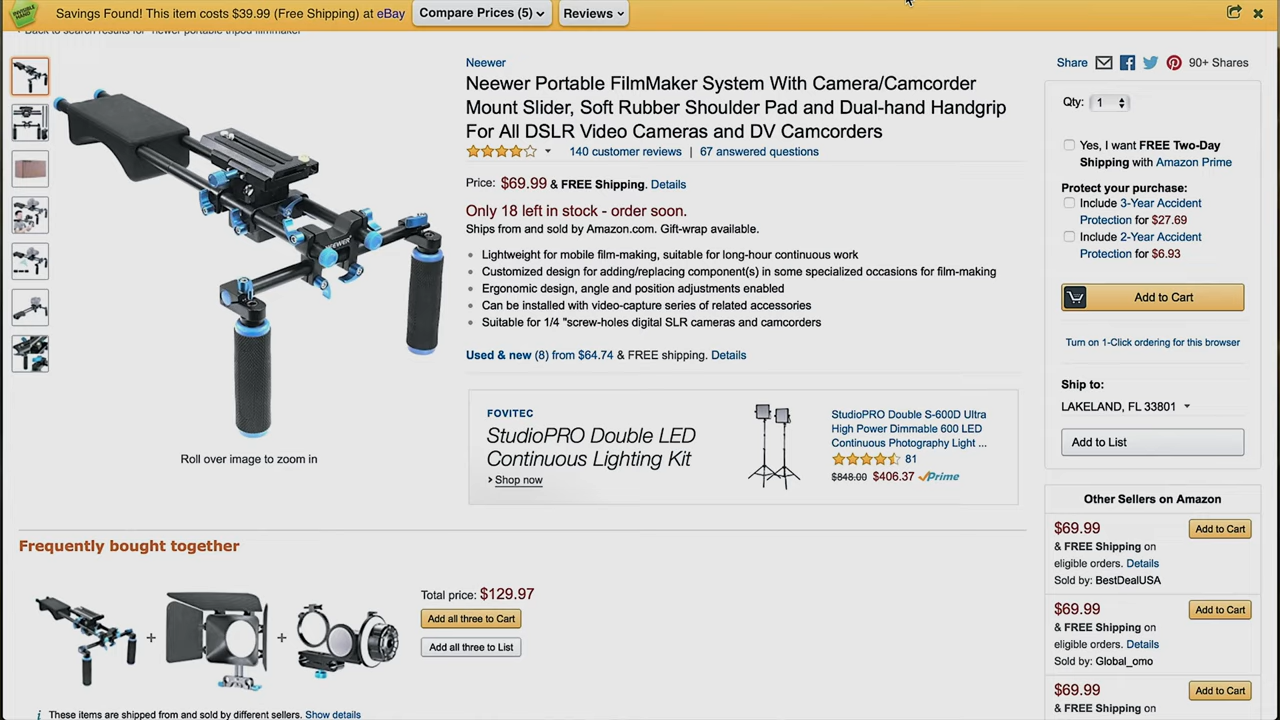 Savings Found! This item costs $39.99 (Free Shipping) at eBay
Compare Prices (5)
Reviews
Back to search results for "newer portable tripod filmmaker"
Neewer
Neewer Portable FilmMaker System With Camera/Camcorder
Mount Slider, Soft Rubber Shoulder Pad and Dual-hand Handgrip
For All DSLR Video Cameras and DV Camcorders
140 customer reviews | 67 answered questions
Price: $69.99 & FREE Shipping. Details
Only 18 left in stock - order soon.
Ships from and sold by Amazon.com. Gift-wrap available.
Lightweight for mobile film-making, suitable for long-hour continuous work
Customized design for adding/replacing component(s) in some specialized occasions for film-making
Ergonomic design, angle and position adjustments enabled
Can be installed with video-capture series of related accessories
Suitable for 1/4 "screw-holes digital SLR cameras and camcorders
Used & new (8) from $64.74 & FREE shipping. Details
NEEWER
Roll over image to zoom in
FOVITEC
StudioPRO Double LED
Continuous Lighting Kit
Shop now
StudioPRO Double S-600D Ultra
High Power Dimmable 600 LED
Continuous Photography Light ...
81
$848.00 $406.37 Prime
Share 90+ Shares
Qty: 1
Yes, I want FREE Two-Day
Shipping with Amazon Prime
Protect your purchase:
Include 3-Year Accident
Protection for $27.69
Include 2-Year Accident
Protection for $6.93
Add to Cart
Turn on 1-Click ordering for this browser
Ship to:
LAKELAND, FL 33801
Add to List
Other Sellers on Amazon
$69.99 Add to Cart
& FREE Shipping on
eligible orders. Details
Sold by: BestDealUSA
$69.99 Add to Cart
& FREE Shipping on
eligible orders. Details
Sold by: Global_omo
$69.99 Add to Cart
& FREE Shipping on
Frequently bought together
+ +
Total price: $129.97
Add all three to Cart
Add all three to List
i These items are shipped from and sold by different sellers. Show details